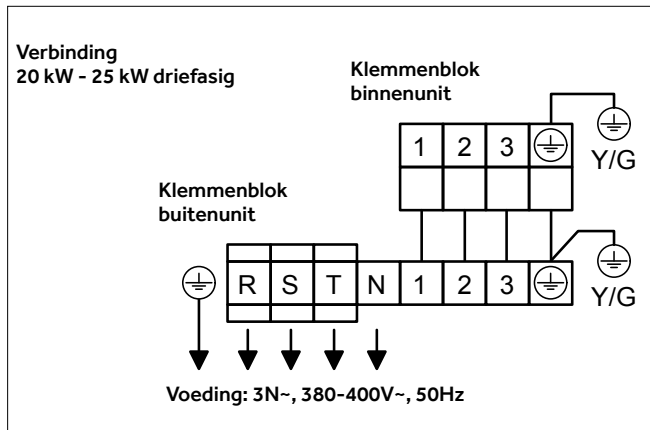 Verbinding
20 kW - 25 kW driefasig
Klemmenblok
binnenunit
1 2 3
Y/G
Klemmenblok
buitenunit
R S T N 1 2 3
Y/G
Voeding: 3N~, 380-400V~, 50Hz